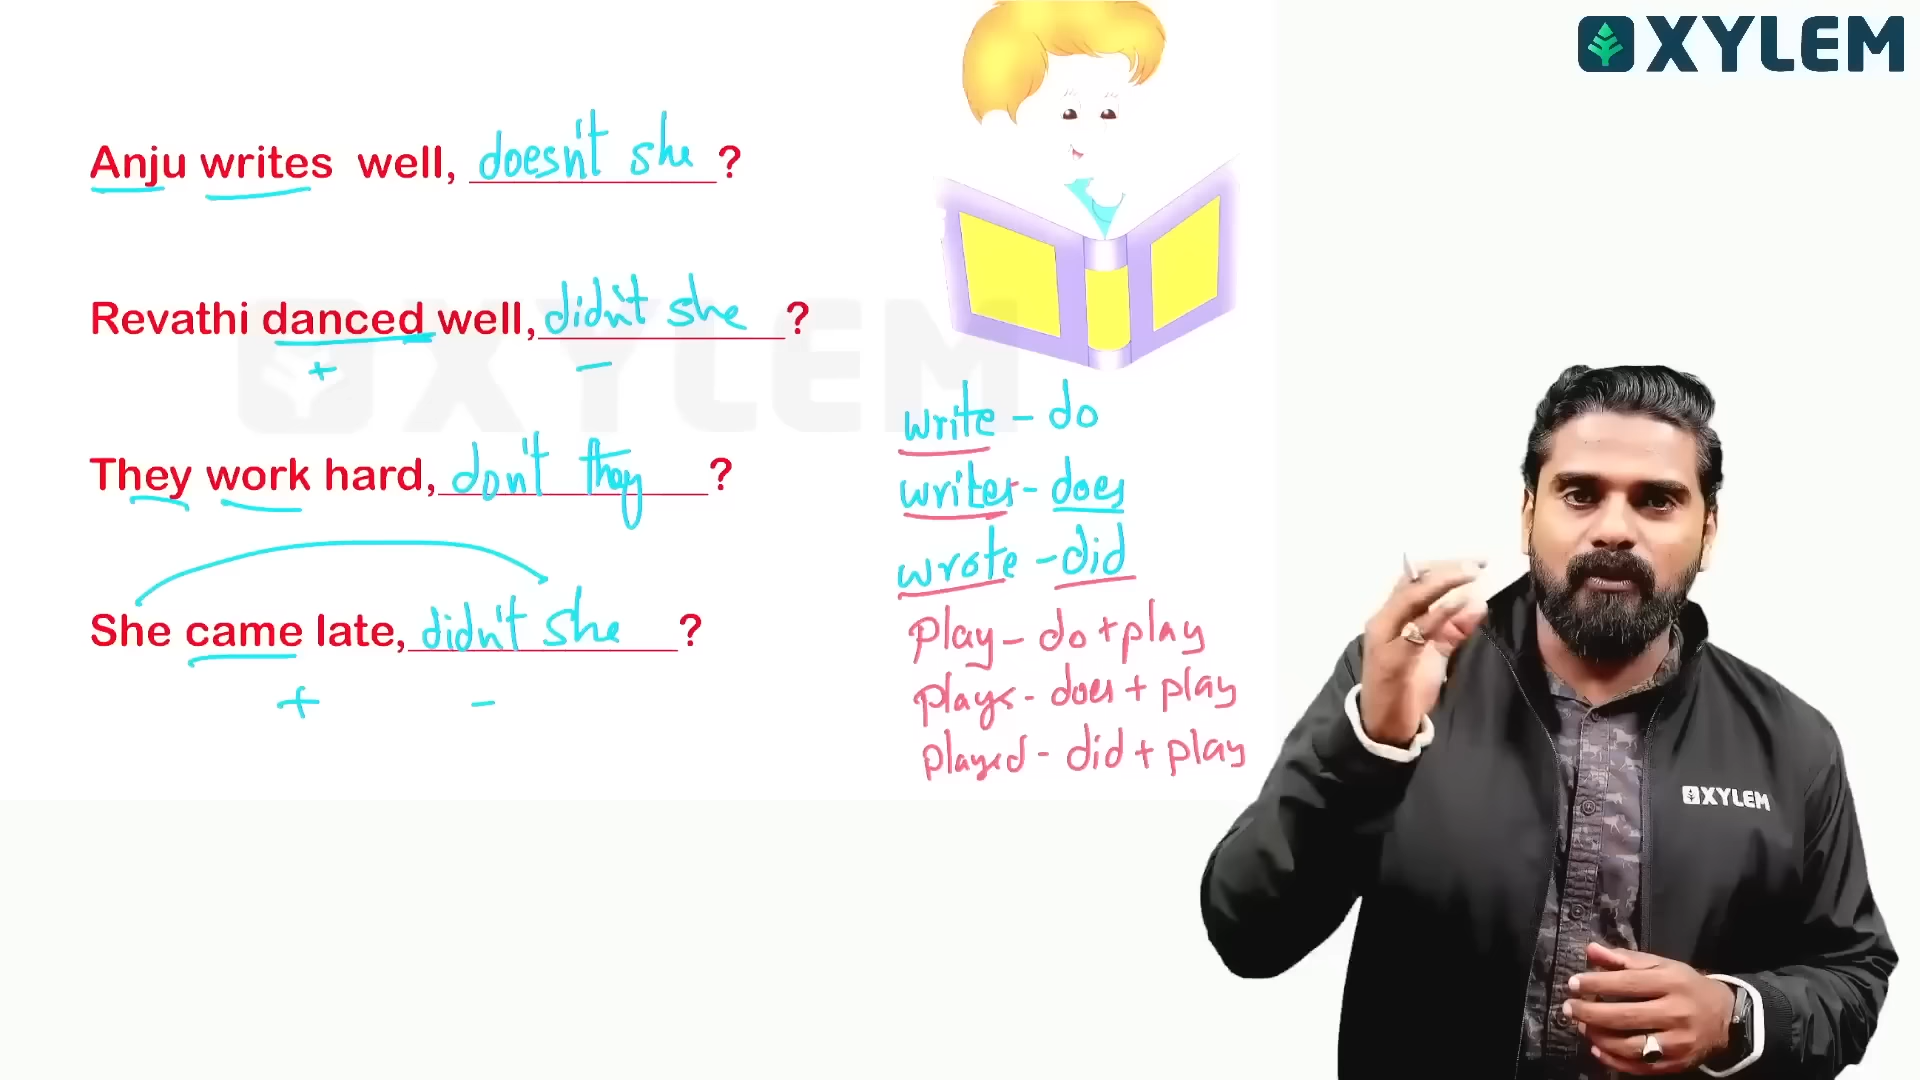 XYLEM
Anju writes well, doesn't she?
Revathi danced well, didn't she?
+ -
They work hard, don't they?
She came late, didn't she?
+ -
write - do
writes - does
wrote - did
play - do + play
plays - does + play
played - did + play
XYLEM
XYLEM